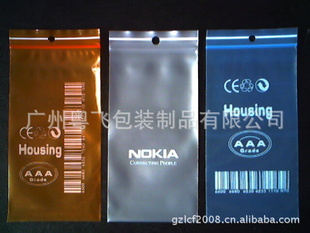 Housing
AAA
Grade
NOKIA
CONNECTING PEOPLE
CE
Housing
AAA
Grade
广州粤飞包装制品有限公司
gzlcf2008.cn.alibaba.com